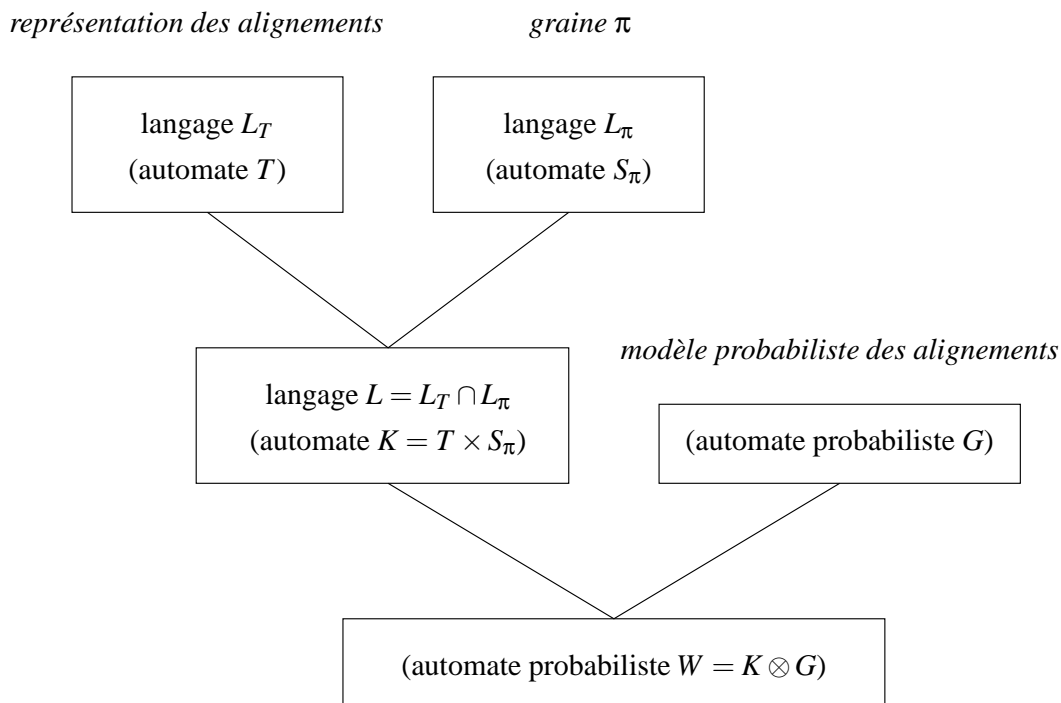 représentation des alignements
graine π
langage L_T
(automate T)
langage L_π
(automate S_π)
langage L = L_T ∩ L_π
(automate K = T × S_π)
modèle probabiliste des alignements
(automate probabiliste G)
(automate probabiliste W = K ⊗ G)